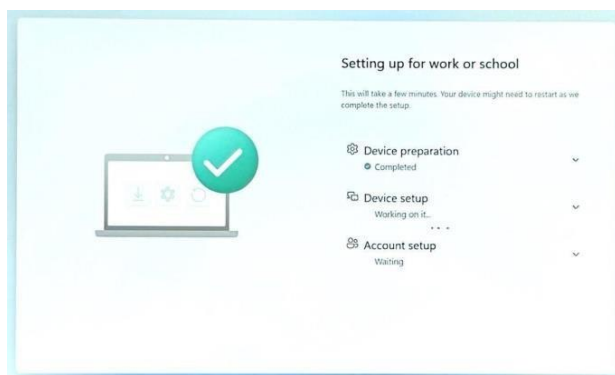 Setting up for work or school
This will take a few minutes. Your device might need to restart as we
complete the setup.
Device preparation
Completed
Device setup
Working on it...
Account setup
Waiting